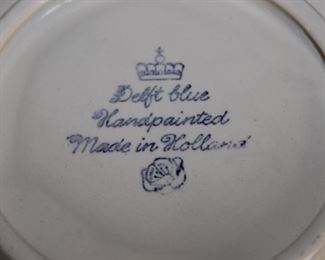 Delft blue
Handpainted
Made in Holland